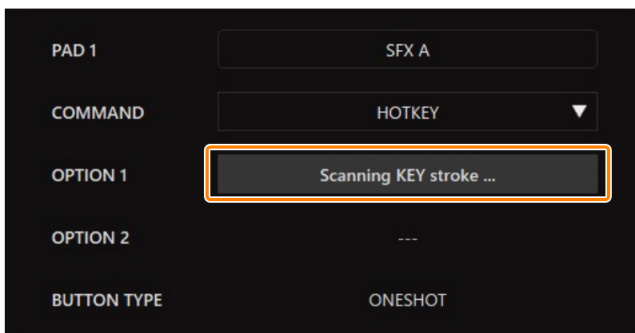 PAD 1 SFX A
COMMAND HOTKEY ▼
OPTION 1 Scanning KEY stroke ...
OPTION 2 ---
BUTTON TYPE ONESHOT